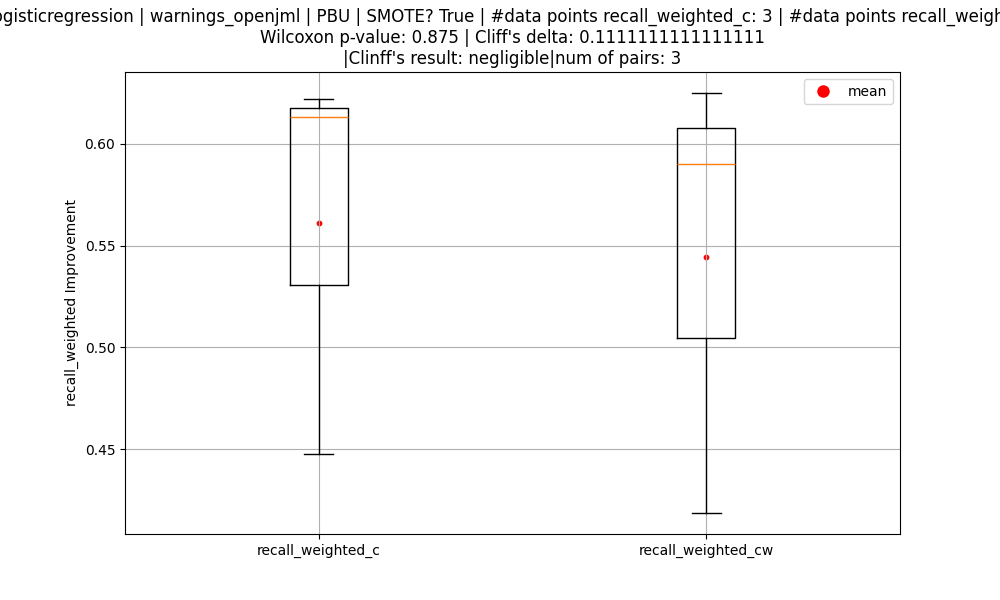 ogisticregression | warnings_openjml | PBU | SMOTE? True | #data points recall_weighted_c: 3 | #data points recall_weigh
Wilcoxon p-value: 0.875 | Cliff's delta: 0.1111111111111111
|Clinff's result: negligible|num of pairs: 3
mean
0.60
0.55
0.50
0.45
recall_weighted Improvement
recall_weighted_c
recall_weighted_cw